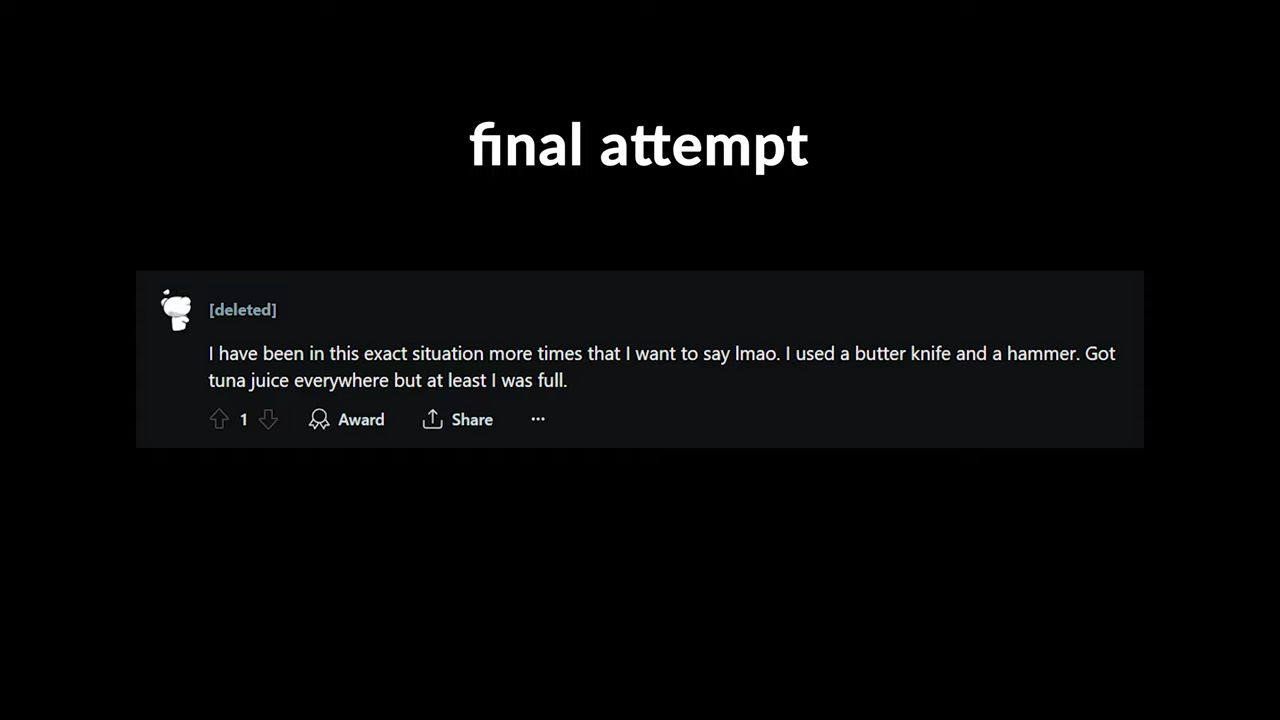 final attempt
[deleted]
I have been in this exact situation more times that I want to say lmao. I used a butter knife and a hammer. Got
tuna juice everywhere but at least I was full.
1 Award Share ···